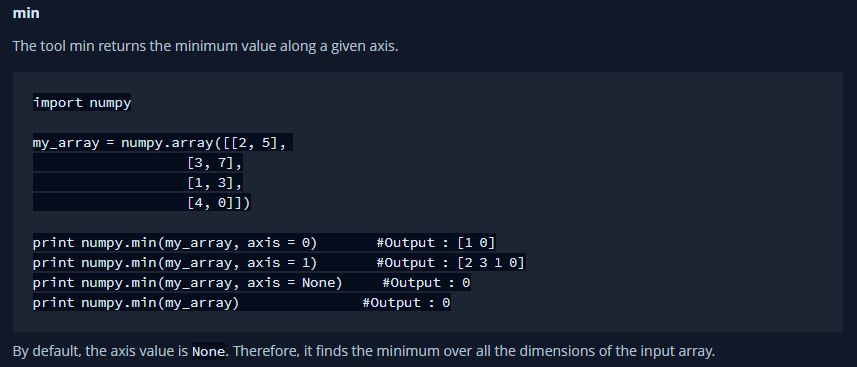 min
The tool min returns the minimum value along a given axis.
import numpy
my_array = numpy.array([[2, 5],
[3, 7],
[1, 3],
[4, 0]])
print numpy.min(my_array, axis = 0)       #Output : [1 0]
print numpy.min(my_array, axis = 1)       #Output : [2 3 1 0]
print numpy.min(my_array, axis = None)     #Output : 0
print numpy.min(my_array)               #Output : 0
By default, the axis value is None. Therefore, it finds the minimum over all the dimensions of the input array.